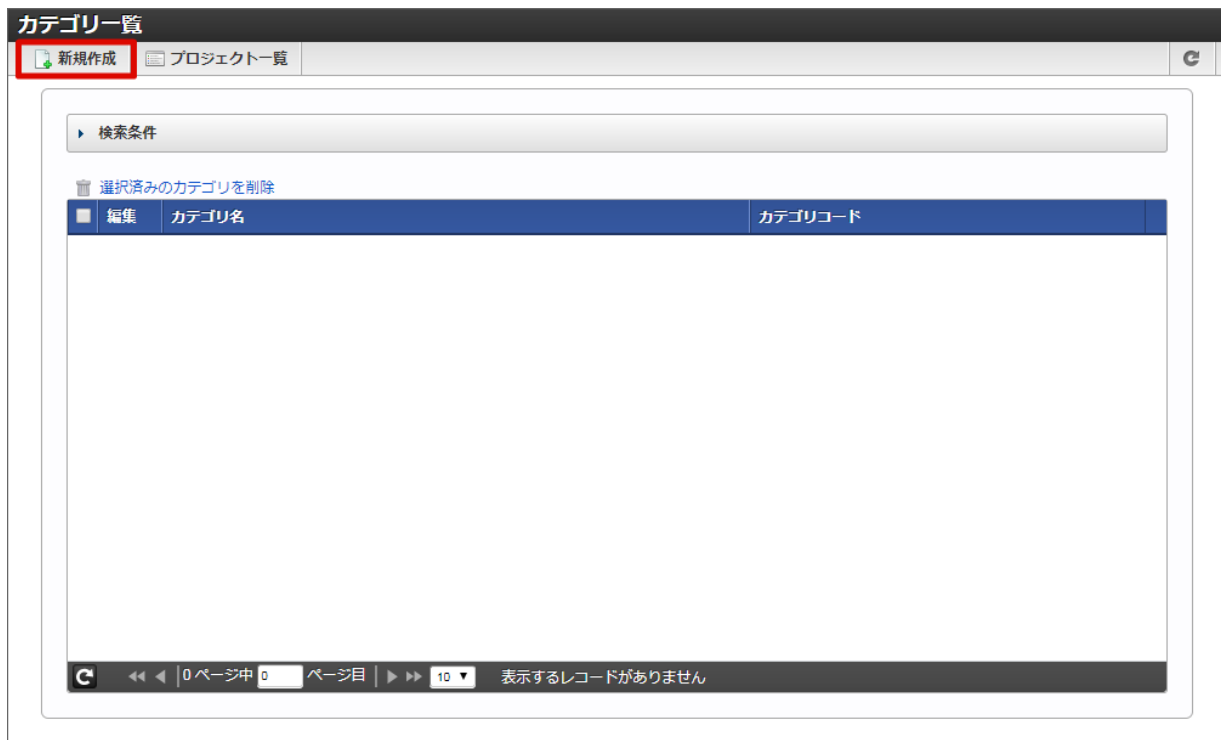 カテゴリ一覧
新規作成 プロジェクト一覧
検索条件
選択済みのカテゴリを削除
編集 カテゴリ名 カテゴリコード
0 ページ中 0 ページ目 10 表示するレコードがありません